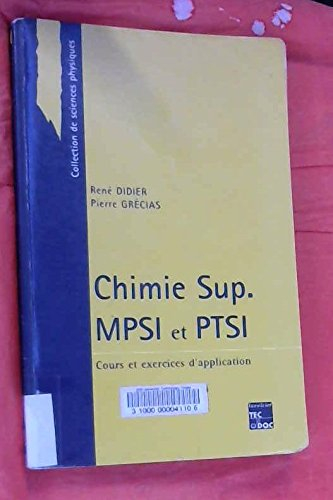 Collection de sciences physiques
René DIDIER
Pierre GRÉCIAS
Chimie Sup.
MPSI et PTSI
Cours et exercices d'application
3 1000 00004110 6
TEC
DOC